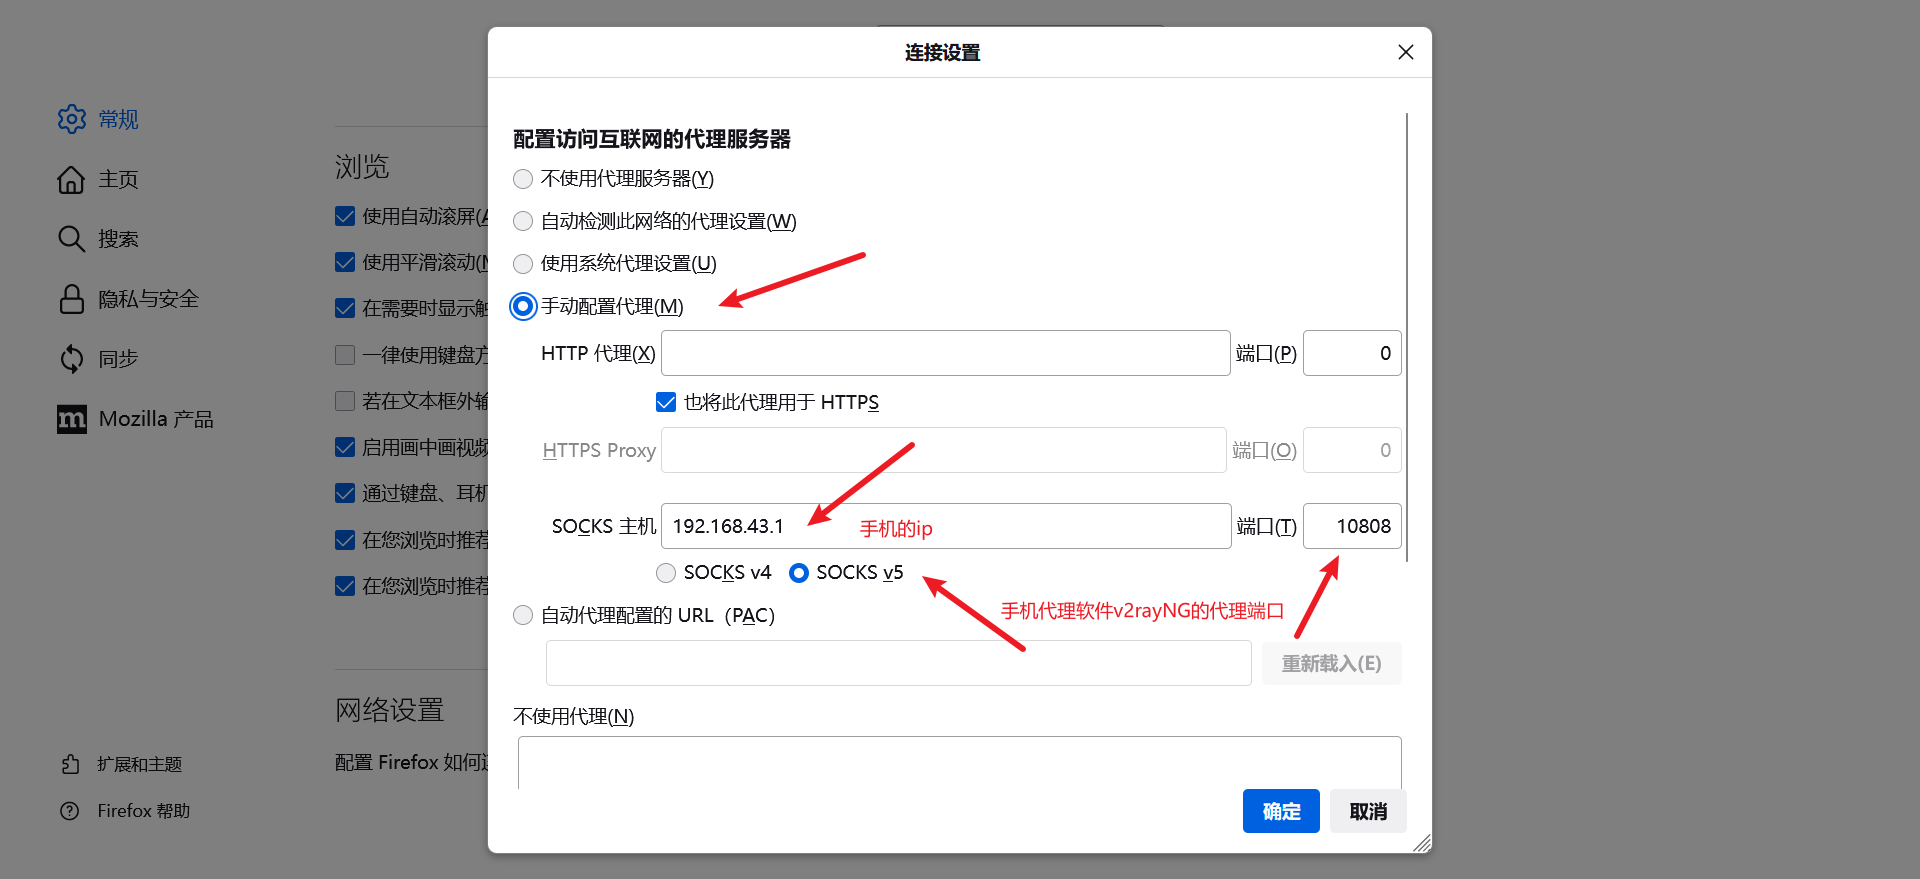 连接设置
常规
主页
搜索
隐私与安全
同步
Mozilla 产品
扩展和主题
Firefox 帮助
浏览
使用自动滚屏(
使用平滑滚动(
在需要时显示触
一律使用键盘方
若在文本框外输
启用画中画视频
通过键盘、耳机
在您浏览时推荐
在您浏览时推荐
网络设置
配置 Firefox 如何连
配置访问互联网的代理服务器
不使用代理服务器(Y)
自动检测此网络的代理设置(W)
使用系统代理设置(U)
手动配置代理(M)
HTTP 代理(X) 端口(P) 0
也将此代理用于 HTTPS
HTTPS Proxy 端口(O) 0
SOCKS 主机 192.168.43.1 手机的ip 端口(T) 10808
SOCKS v4 SOCKS v5
手机代理软件v2rayNG的代理端口
自动代理配置的 URL（PAC）
重新载入(E)
不使用代理(N)
确定 取消